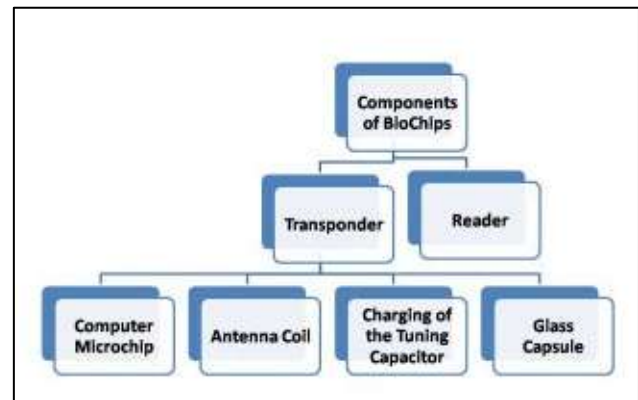 Components
of BioChips
Transponder
Reader
Computer
Microchip
Antenna Coil
Charging of
the Tuning
Capacitor
Glass
Capsule